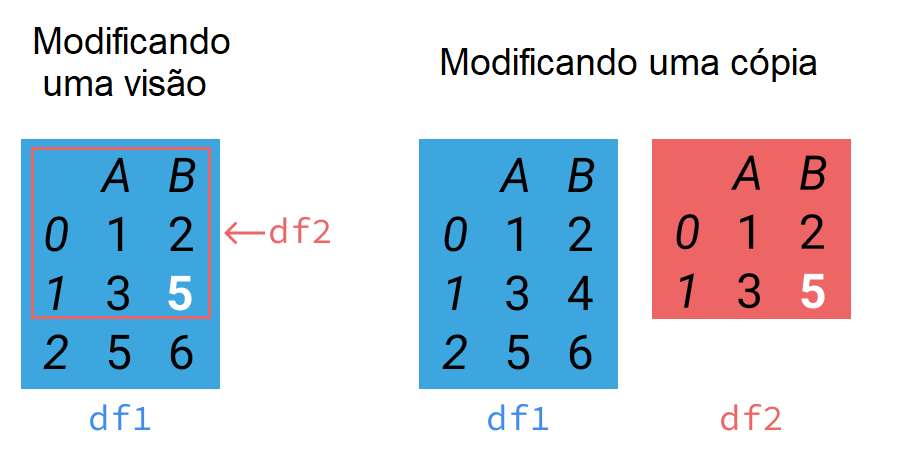 Modificando
uma visão
A B
0 1 2
1 3 5
2 5 6
←df2
df1
Modificando uma cópia
A B
0 1 2
1 3 4
2 5 6
df1
A B
0 1 2
1 3 5
df2